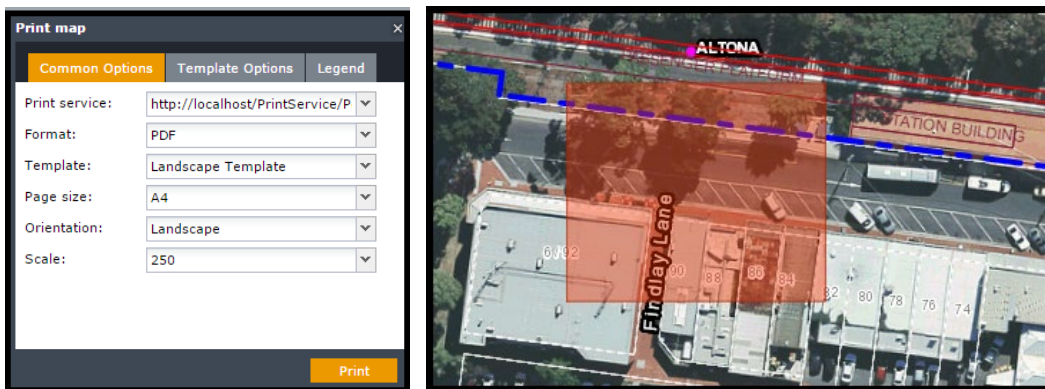 Print map
Common Options Template Options Legend
Print service: http://localhost/PrintService/P
Format: PDF
Template: Landscape Template
Page size: A4
Orientation: Landscape
Scale: 250
Print
ALTONA
PASSENGER PLATFORM
STATION BUILDING
Findlay Lane
6 / 92
90
88
86
84
82
80
78
76
74